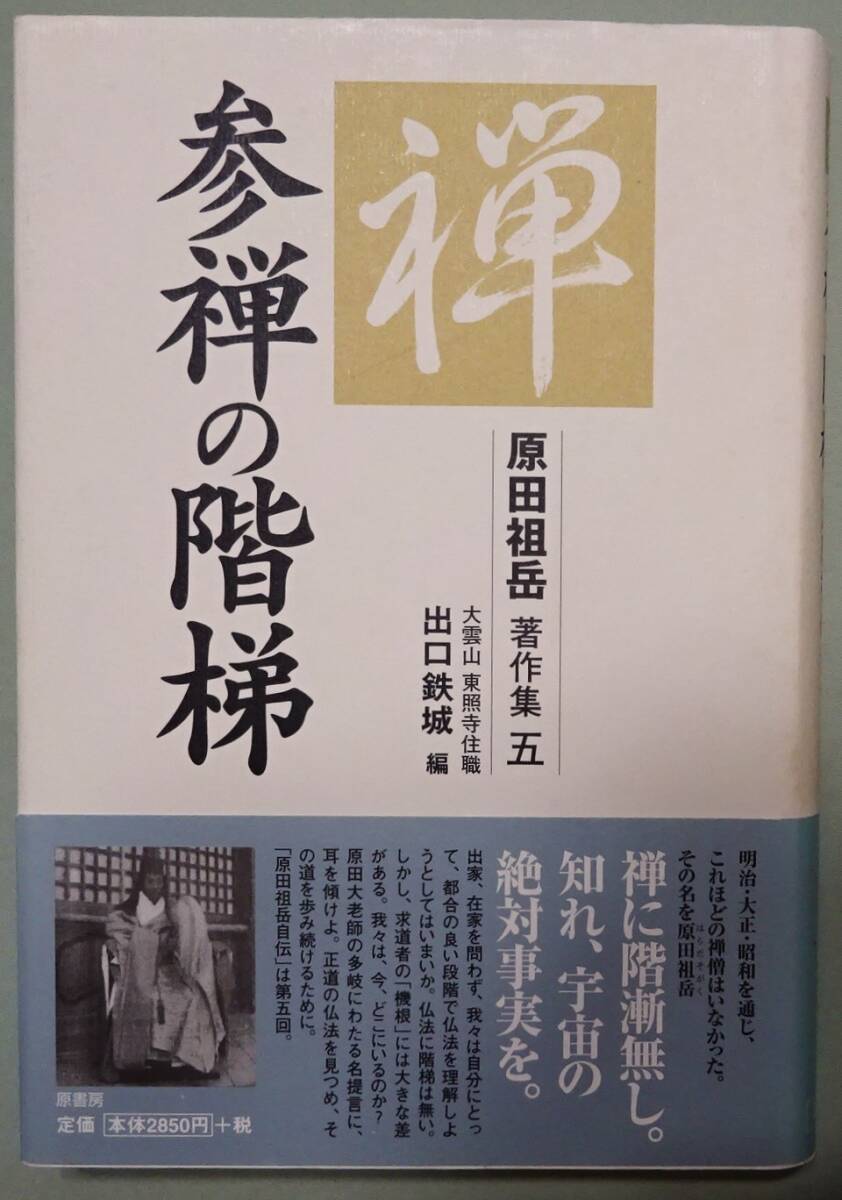 禅
参禅の階梯
原田祖岳 著作集 五
大雲山 東照寺住職
出口鉄城 編
明治・大正・昭和を通じ、
これほどの禅僧はいなかった。
その名を原田祖岳
はらだそがく
禅に階漸無し。
知れ、宇宙の
絶対事実を。
出家、在家を問わず、我々は自分にとっ
て、都合の良い段階で仏法を理解しよ
うとしてはいまいか。仏法に階梯は無い。
しかし、求道者の「機根」には大きな差
がある。我々は、今、どこにいるのか？
原田大老師の多岐にわたる名提言に、
耳を傾けよ。正道の仏法を見つめ、そ
の道を歩み続けるために。
「原田祖岳自伝」は第五回。
原書房
定価 本体2850円＋税